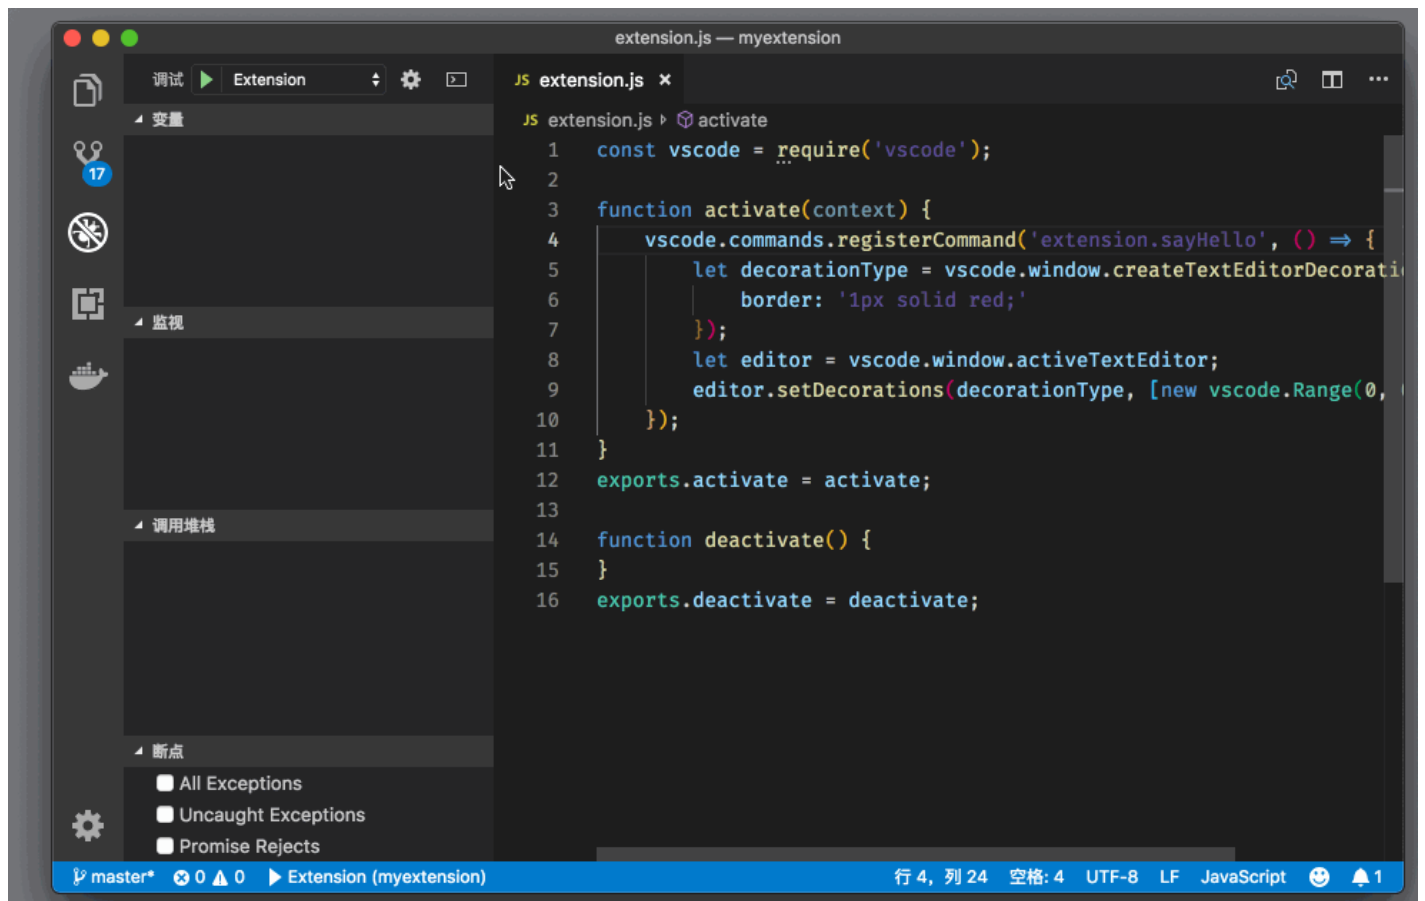 extension.js — myextension
调试 Extension
JS extension.js ×
变量
JS extension.js activate
17
监视
调用堆栈
断点
All Exceptions
Uncaught Exceptions
Promise Rejects
1 const vscode = require('vscode');
2
3 function activate(context) {
4 vscode.commands.registerCommand('extension.sayHello', () ⇒ {
5 let decorationType = vscode.window.createTextEditorDecorati
6 border: '1px solid red;'
7 });
8 let editor = vscode.window.activeTextEditor;
9 editor.setDecorations(decorationType, [new vscode.Range(0,
10 });
11 }
12 exports.activate = activate;
13
14 function deactivate() {
15 }
16 exports.deactivate = deactivate;
master* 0 0 Extension (myextension) 行 4，列 24 空格: 4 UTF-8 LF JavaScript 1